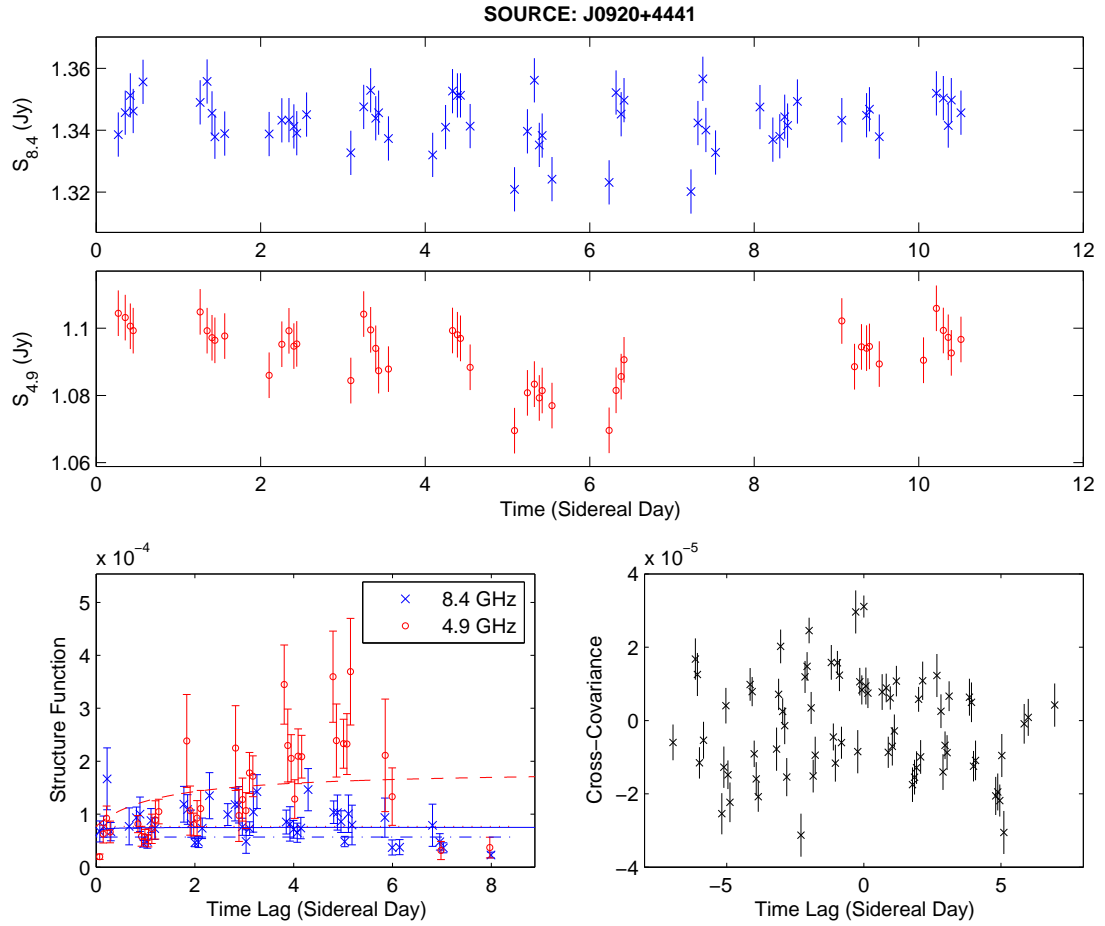 SOURCE: J0920+4441
S8.4 (Jy)
1.36
1.34
1.32
0 2 4 6 8 10 12
S4.9 (Jy)
1.1
1.08
1.06
0 2 4 6 8 10 12
Time (Sidereal Day)
x 10−4
Structure Function
5
4
3
2
1
0
0 2 4 6 8
Time Lag (Sidereal Day)
8.4 GHz
4.9 GHz
x 10−5
Cross−Covariance
4
2
0
−2
−4
−5 0 5
Time Lag (Sidereal Day)